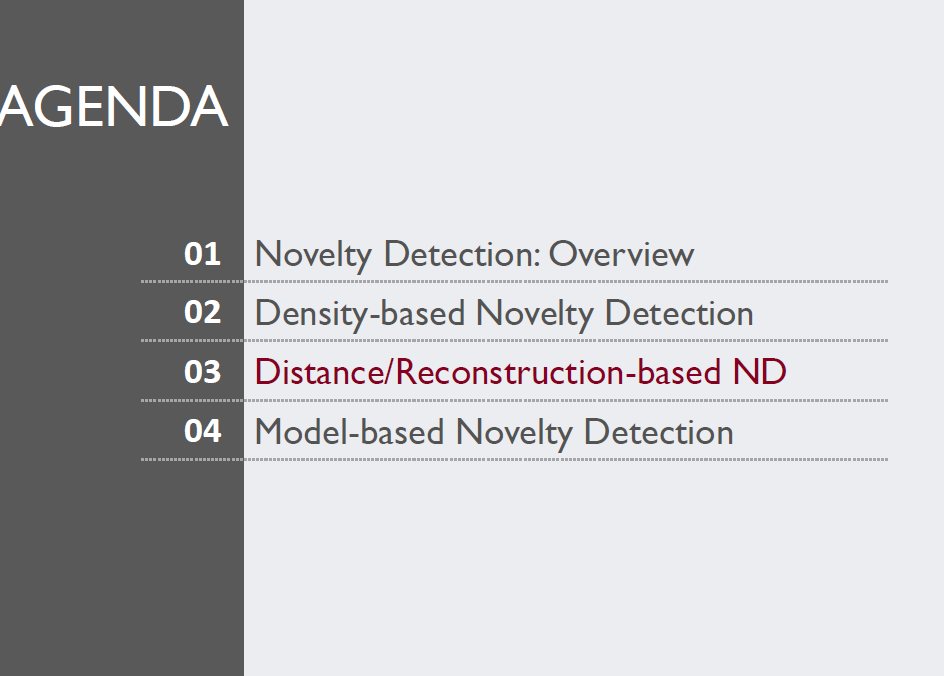 AGENDA
01 Novelty Detection: Overview
02 Density-based Novelty Detection
03 Distance/Reconstruction-based ND
04 Model-based Novelty Detection